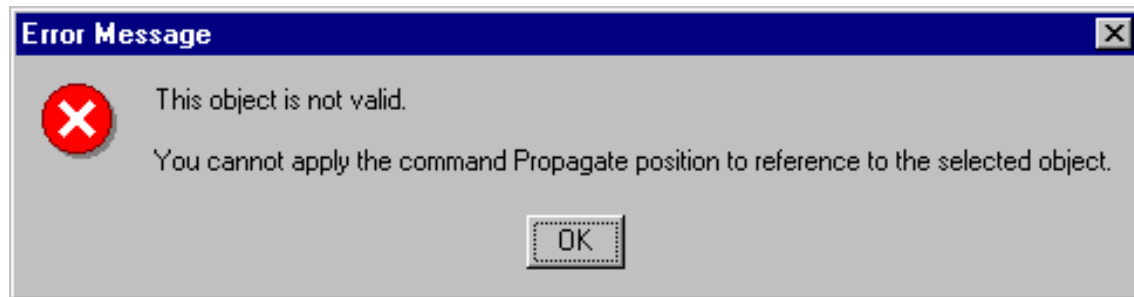 Error Message
This object is not valid.
You cannot apply the command Propagate position to reference to the selected object.
OK